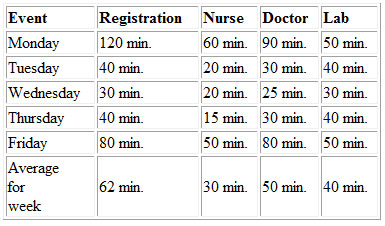 Event Registration Nurse Doctor Lab
Monday 120 min. 60 min. 90 min. 50 min.
Tuesday 40 min. 20 min. 30 min. 40 min.
Wednesday 30 min. 20 min. 25 min. 30 min.
Thursday 40 min. 15 min. 30 min. 40 min.
Friday 80 min. 50 min. 80 min. 50 min.
Average
for
week
62 min. 30 min. 50 min. 40 min.